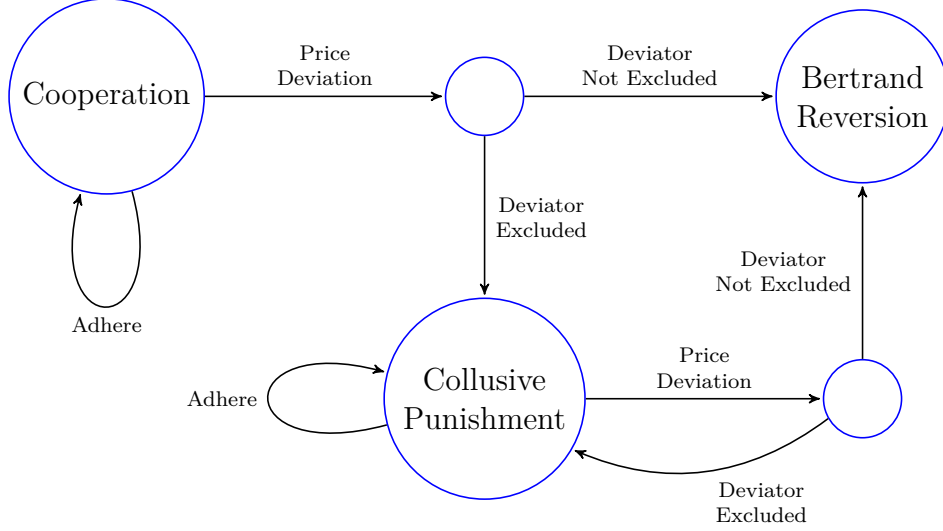 Cooperation
Price
Deviation
Deviator
Not Excluded
Bertrand
Reversion
Adhere
Deviator
Excluded
Deviator
Not Excluded
Adhere
Collusive
Punishment
Price
Deviation
Deviator
Excluded